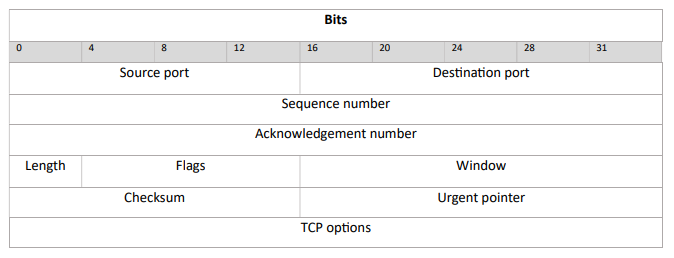 Bits
0 4 8 12 16 20 24 28 31
Source port Destination port
Sequence number
Acknowledgement number
Length Flags Window
Checksum Urgent pointer
TCP options